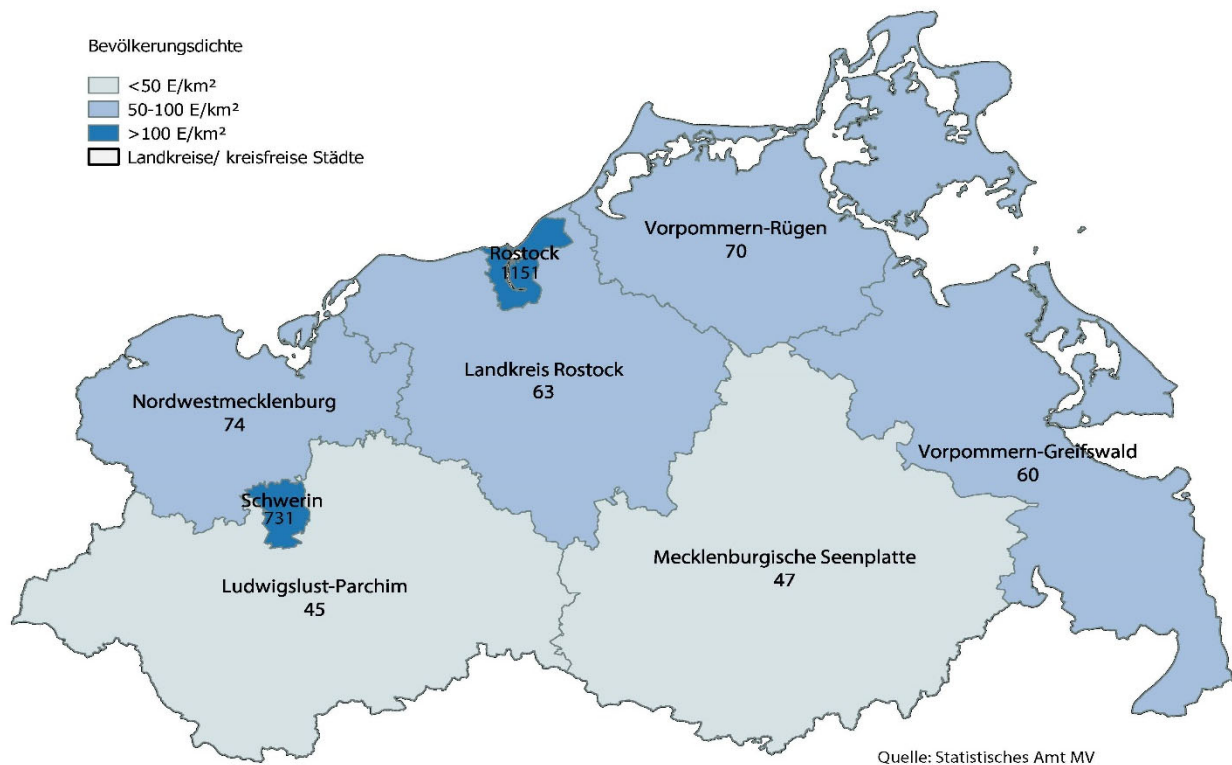 Bevölkerungsdichte
<50 E/km²
50-100 E/km²
>100 E/km²
Landkreise/ kreisfreise Städte
Vorpommern-Rügen
70
Rostock
1151
Landkreis Rostock
63
Nordwestmecklenburg
74
Vorpommern-Greifswald
60
Schwerin
731
Mecklenburgische Seenplatte
47
Ludwigslust-Parchim
45
Quelle: Statistisches Amt MV